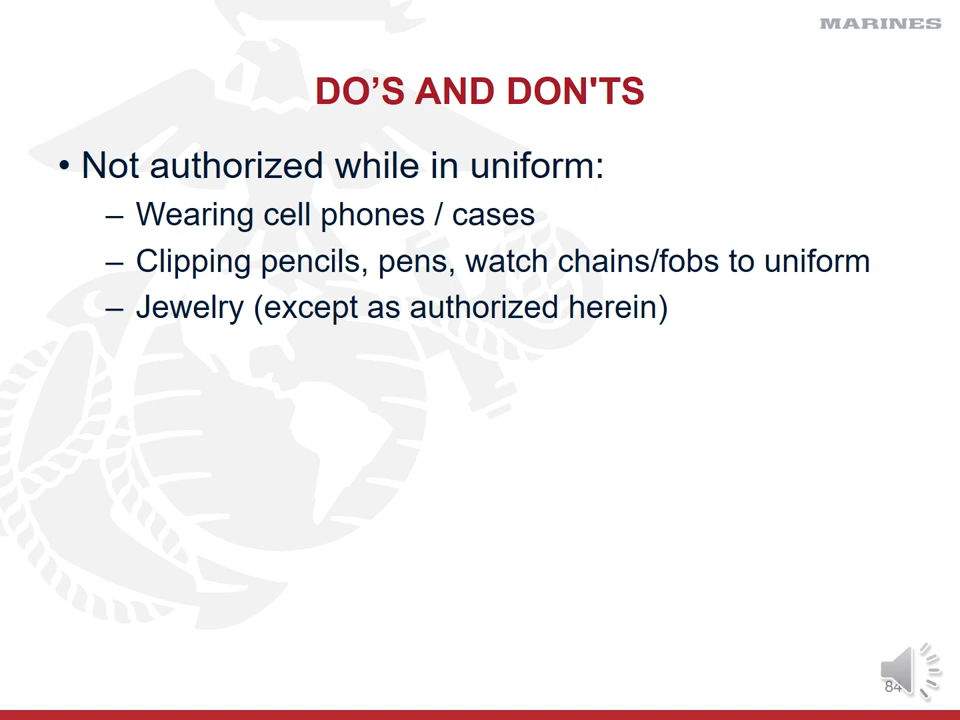 MARINES
DO’S AND DON'TS
• Not authorized while in uniform:
– Wearing cell phones / cases
– Clipping pencils, pens, watch chains/fobs to uniform
– Jewelry (except as authorized herein)
84